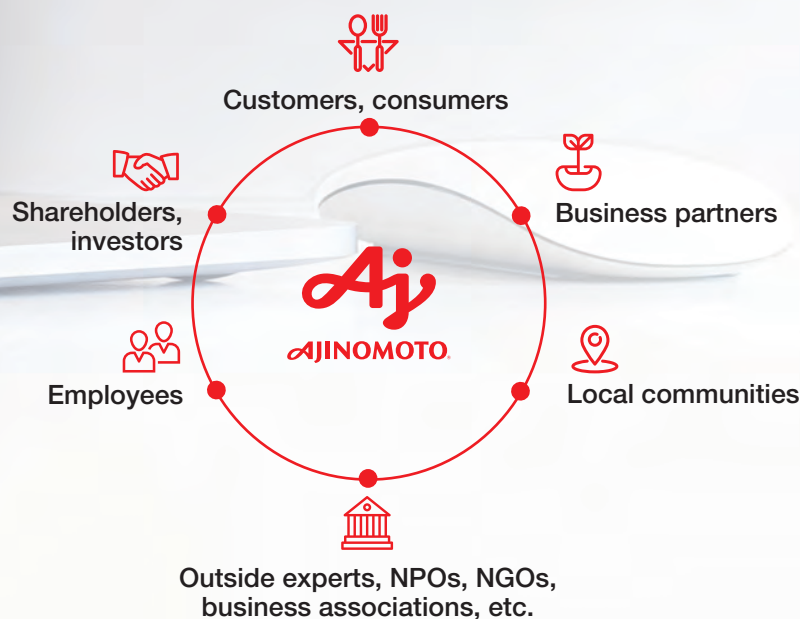 Customers, consumers
Shareholders,
investors
Business partners
Aj
AJINOMOTO.
Employees
Local communities
Outside experts, NPOs, NGOs,
business associations, etc.